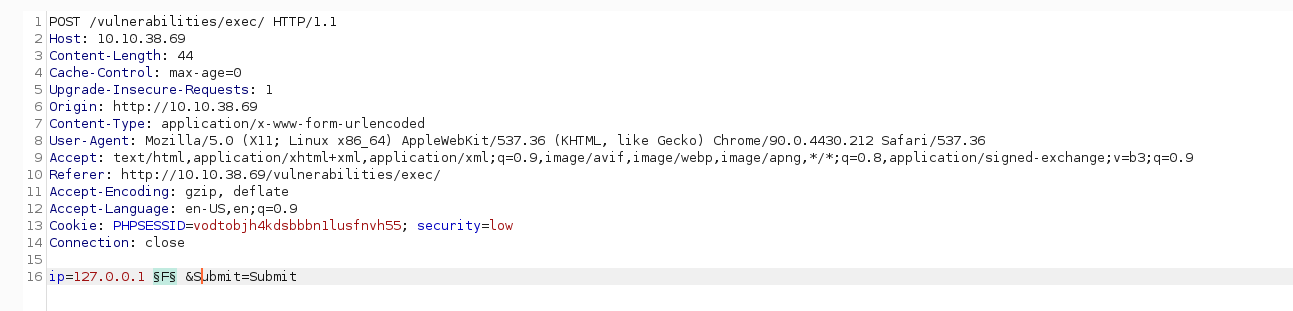 1 POST /vulnerabilities/exec/ HTTP/1.1
2 Host: 10.10.38.69
3 Content-Length: 44
4 Cache-Control: max-age=0
5 Upgrade-Insecure-Requests: 1
6 Origin: http://10.10.38.69
7 Content-Type: application/x-www-form-urlencoded
8 User-Agent: Mozilla/5.0 (X11; Linux x86_64) AppleWebKit/537.36 (KHTML, like Gecko) Chrome/90.0.4430.212 Safari/537.36
9 Accept: text/html,application/xhtml+xml,application/xml;q=0.9,image/avif,image/webp,image/apng,*/*;q=0.8,application/signed-exchange;v=b3;q=0.9
10 Referer: http://10.10.38.69/vulnerabilities/exec/
11 Accept-Encoding: gzip, deflate
12 Accept-Language: en-US,en;q=0.9
13 Cookie: PHPSESSID=vodtobjh4kdsbbbn1lusfnvh55; security=low
14 Connection: close
15
16 ip=127.0.0.1 §F§ &Submit=Submit